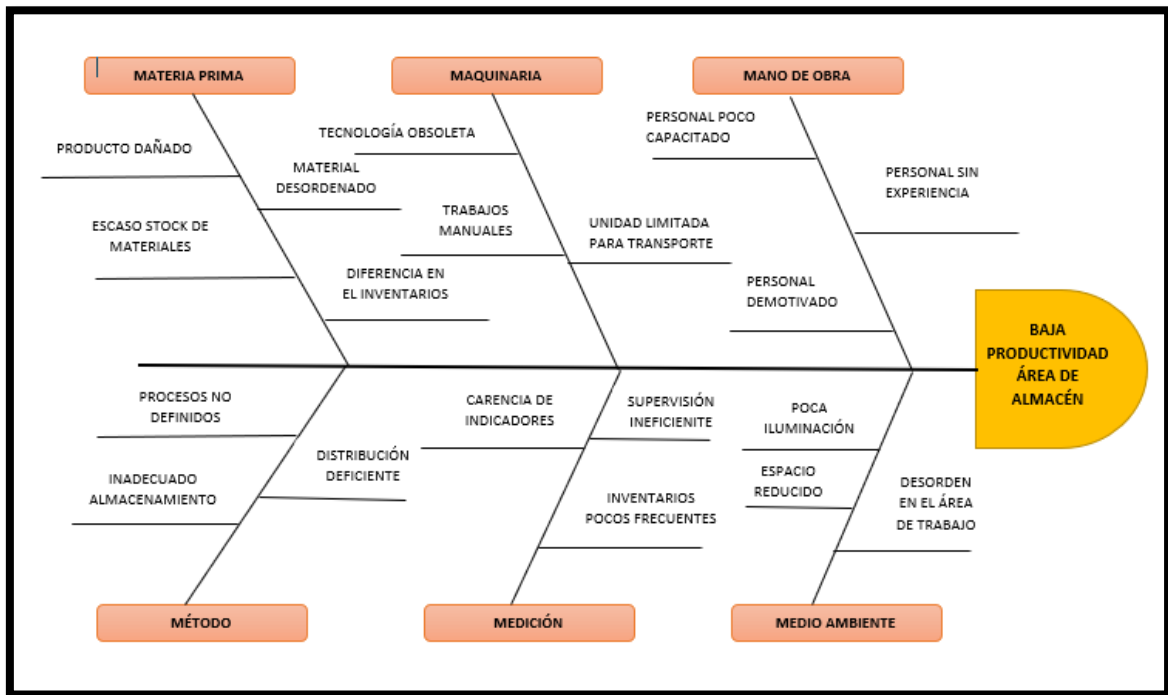 MATERIA PRIMA
MAQUINARIA
MANO DE OBRA
PRODUCTO DAÑADO
ESCASO STOCK DE
MATERIALES
MATERIAL
DESORDENADO
DIFERENCIA EN
EL INVENTARIOS
TECNOLOGÍA OBSOLETA
TRABAJOS
MANUALES
UNIDAD LIMITADA
PARA TRANSPORTE
PERSONAL POCO
CAPACITADO
PERSONAL SIN
EXPERIENCIA
PERSONAL
DEMOTIVADO
BAJA
PRODUCTIVIDAD
ÁREA DE
ALMACÉN
PROCESOS NO
DEFINIDOS
INADECUADO
ALMACENAMIENTO
DISTRIBUCIÓN
DEFICIENTE
CARENCIA DE
INDICADORES
SUPERVISIÓN
INEFICIENITE
INVENTARIOS
POCOS FRECUENTES
POCA
ILUMINACIÓN
ESPACIO
REDUCIDO
DESORDEN
EN EL ÁREA
DE TRABAJO
MÉTODO
MEDICIÓN
MEDIO AMBIENTE